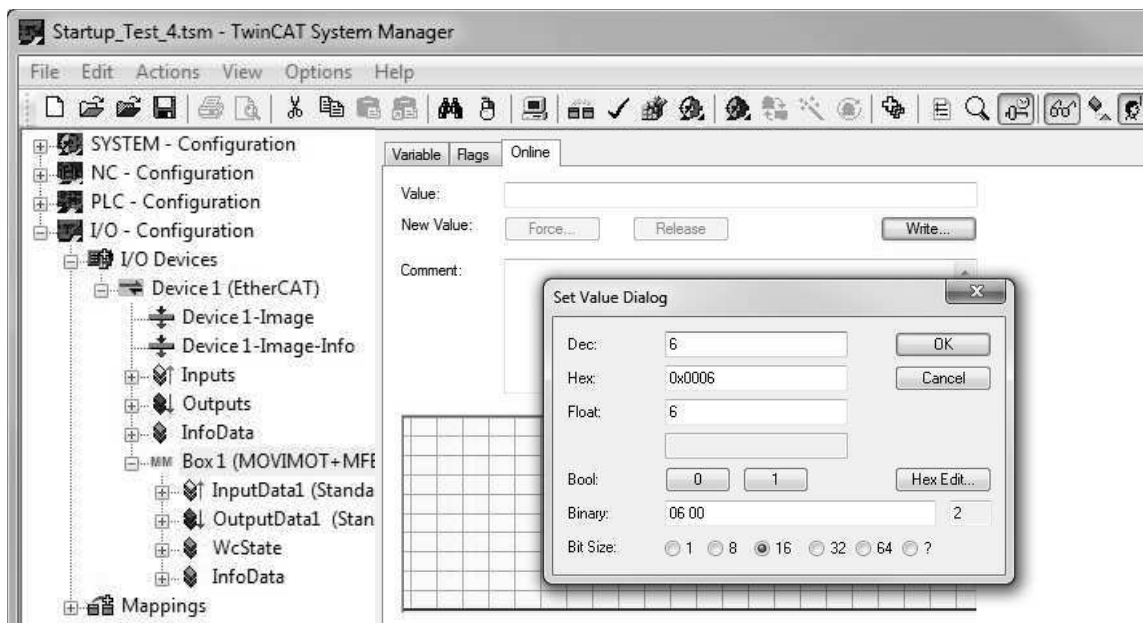 Startup_Test_4.tsm - TwinCAT System Manager
File Edit Actions View Options Help
SYSTEM - Configuration
NC - Configuration
PLC - Configuration
I/O - Configuration
I/O Devices
Device 1 (EtherCAT)
Device 1-Image
Device 1-Image-Info
Inputs
Outputs
InfoData
MM Box 1 (MOVIMOT+MFE
InputData1 (Standa
OutputData1 (Stan
WcState
InfoData
Mappings
Variable Flags Online
Value:
New Value: Force... Release Write...
Comment:
Set Value Dialog
Dec: 6 OK
Hex: 0x0006 Cancel
Float: 6
Bool: 0 1 Hex Edit...
Binary: 06 00 2
Bit Size: 1 8 16 32 64 ?